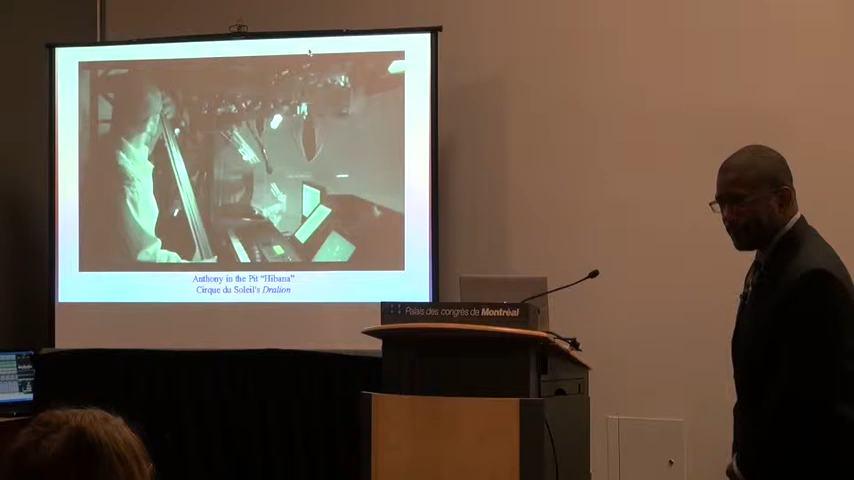 Anthony in the Pit "Hibana"
Cirque du Soleil's Dralion
Palais des congrès de Montréal